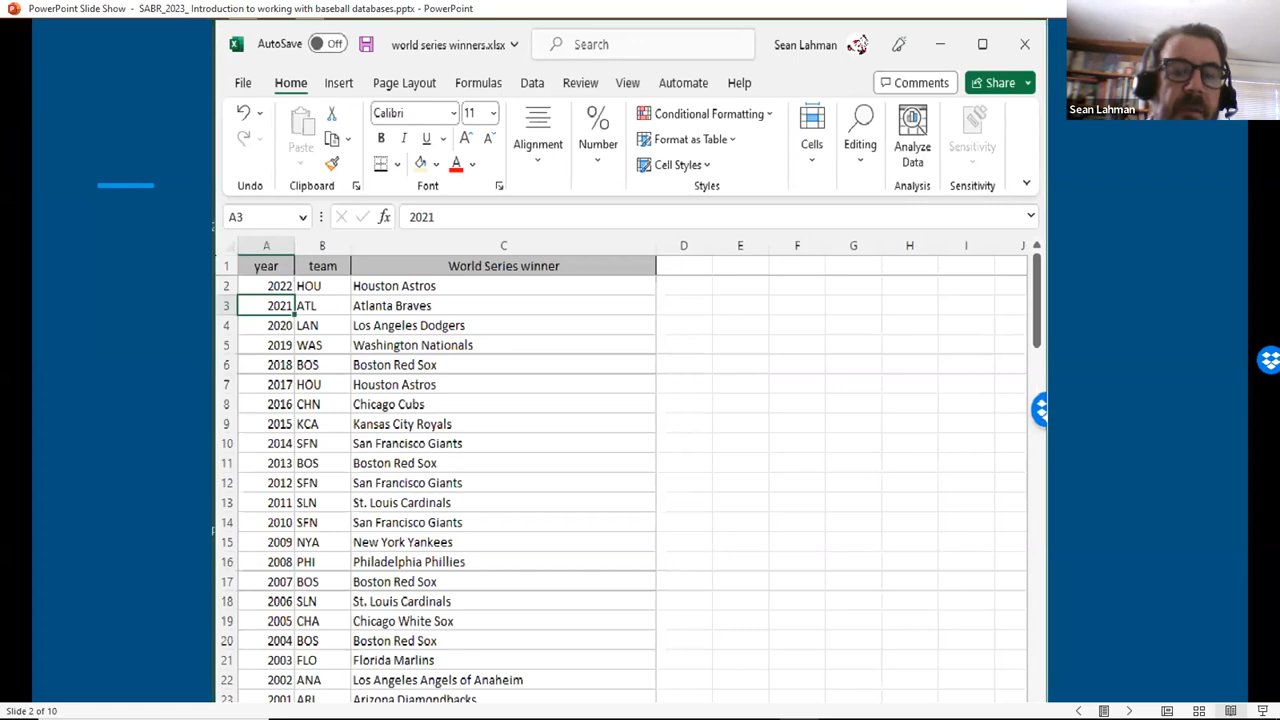 PowerPoint Slide Show - SABR_2023_ Introduction to working with baseball databases.pptx - PowerPoint
AutoSave Off world series winners.xlsx Search Sean Lahman
File Home Insert Page Layout Formulas Data Review View Automate Help Comments Share
Sean Lahman
Paste Calibri 11 B I U A A A Alignment Number % Conditional Formatting Format as Table Cell Styles Cells Editing Analyze Data Sensitivity
Undo Clipboard Font Styles Analysis Sensitivity
A3 fx 2021
A B C D E F G H I J
1 year team World Series winner
2 2022 HOU Houston Astros
3 2021 ATL Atlanta Braves
4 2020 LAN Los Angeles Dodgers
5 2019 WAS Washington Nationals
6 2018 BOS Boston Red Sox
7 2017 HOU Houston Astros
8 2016 CHN Chicago Cubs
9 2015 KCA Kansas City Royals
10 2014 SFN San Francisco Giants
11 2013 BOS Boston Red Sox
12 2012 SFN San Francisco Giants
13 2011 SLN St. Louis Cardinals
14 2010 SFN San Francisco Giants
15 2009 NYA New York Yankees
16 2008 PHI Philadelphia Phillies
17 2007 BOS Boston Red Sox
18 2006 SLN St. Louis Cardinals
19 2005 CHA Chicago White Sox
20 2004 BOS Boston Red Sox
21 2003 FLO Florida Marlins
22 2002 ANA Los Angeles Angels of Anaheim
23 2001 ARI Arizona Diamondbacks
Slide 2 of 10